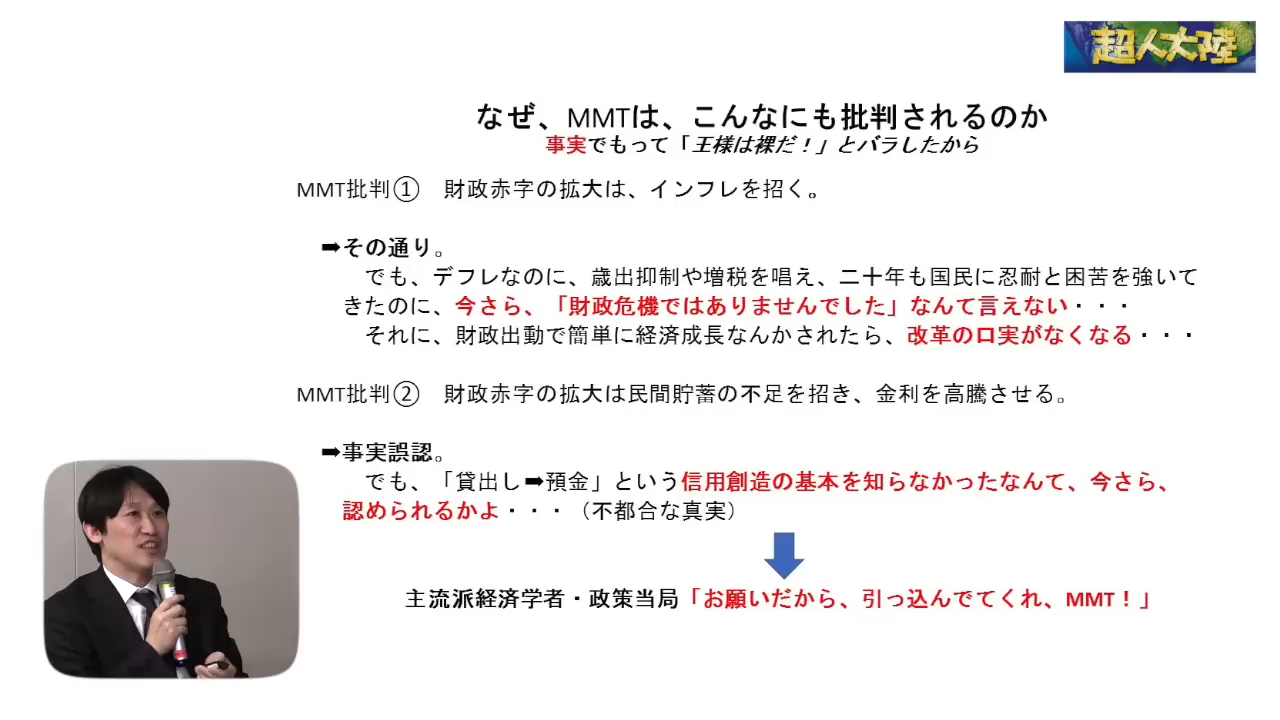 超人大陸
なぜ、MMTは、こんなにも批判されるのか
事実でもって「王様は裸だ！」とバラしたから
MMT批判① 財政赤字の拡大は、インフレを招く。
➡その通り。
でも、デフレなのに、歳出抑制や増税を唱え、二十年も国民に忍耐と困苦を強いて
きたのに、今さら、「財政危機ではありませんでした」なんて言えない・・・
それに、財政出動で簡単に経済成長なんかされたら、改革の口実がなくなる・・・
MMT批判② 財政赤字の拡大は民間貯蓄の不足を招き、金利を高騰させる。
➡事実誤認。
でも、「貸出し➡預金」という信用創造の基本を知らなかったなんて、今さら、
認められるかよ・・・（不都合な真実）
主流派経済学者・政策当局「お願いだから、引っ込んでてくれ、MMT！」